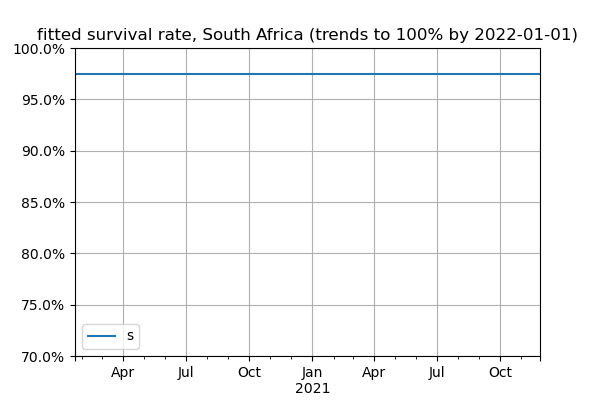 fitted survival rate, South Africa (trends to 100% by 2022-01-01)
100.0%
95.0%
90.0%
85.0%
80.0%
75.0%
70.0%
s
Apr Jul Oct Jan Apr Jul Oct
2021